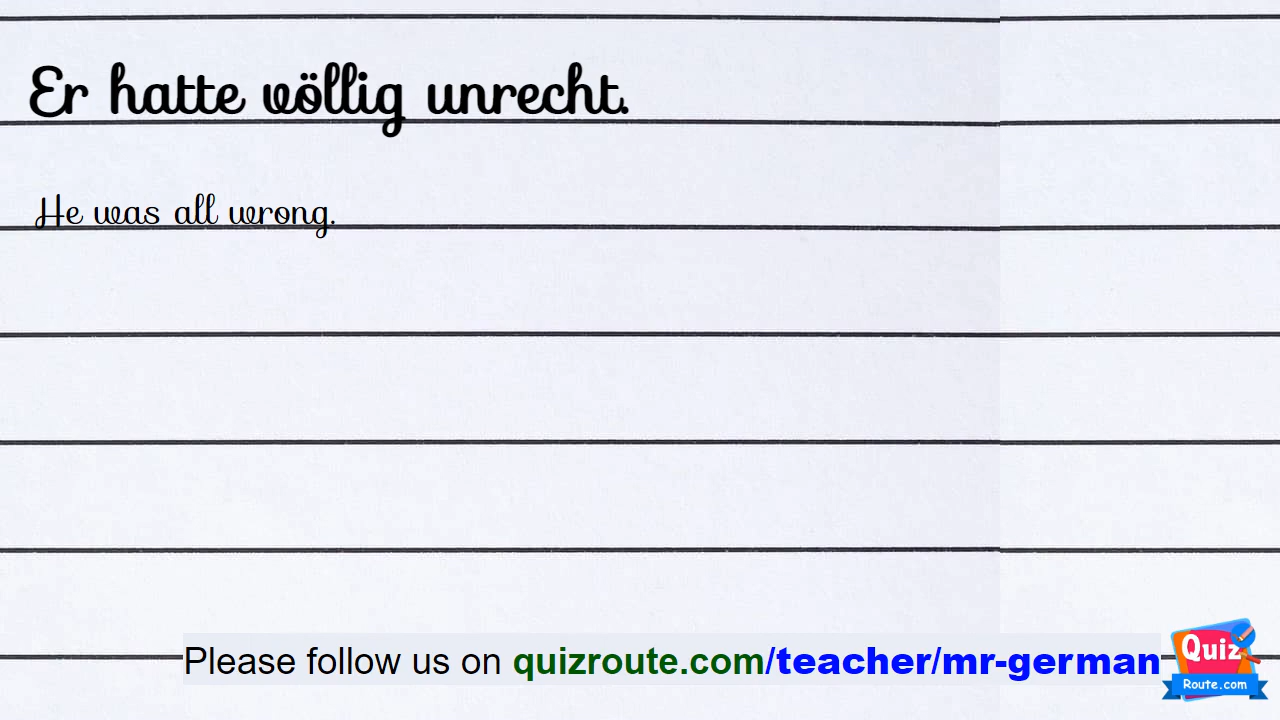 Er hatte völlig unrecht.
He was all wrong.
Please follow us on quizroute.com/teacher/mr-german
Quiz
Route.com